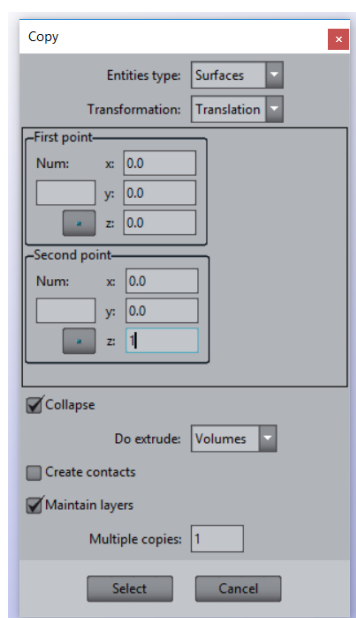 Copy
Entities type: Surfaces
Transformation: Translation
First point
Num: x: 0.0
y: 0.0
z: 0.0
Second point
Num: x: 0.0
y: 0.0
z: 1
Collapse
Do extrude: Volumes
Create contacts
Maintain layers
Multiple copies: 1
Select Cancel